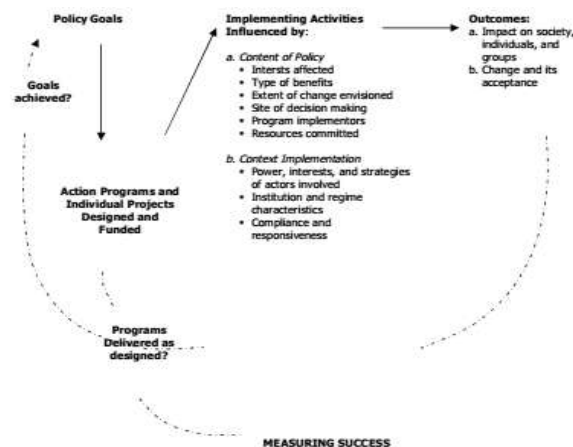 Policy Goals
Goals
achieved?
Action Programs and
Individual Projects
Designed and
Funded
Programs
Delivered as
designed?
Implementing Activities
Influenced by:
a. Content of Policy
• Intersts affected
• Type of benefits
• Extent of change envisioned
• Site of decision making
• Program implementors
• Resources committed
b. Context Implementation
• Power, interests, and strategies
of actors involved
• Institution and regime
characteristics
• Compliance and
responsiveness
Outcomes:
a. Impact on society,
individuals, and
groups
b. Change and its
acceptance
MEASURING SUCCESS